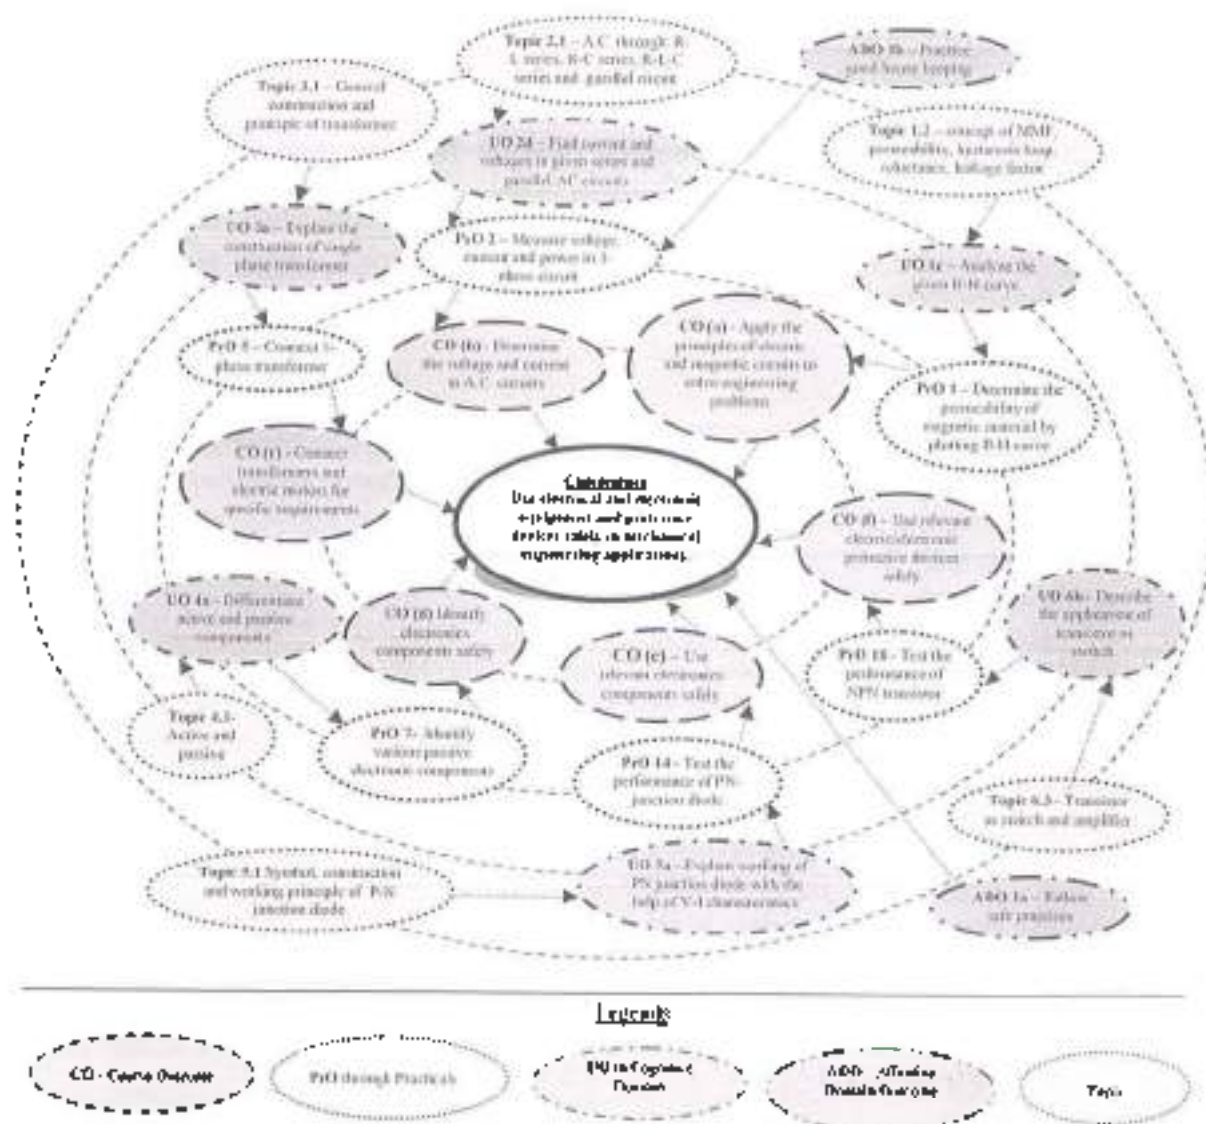 Topic 2.1 – A.C through R-
L series, R-C series, R-L-C
series and parallel circuit
ADO 1b – Practice
good house keeping
Topic 3.1 – General
construction and
principle of transformer
UO 2d – Find current and
voltages in given series and
parallel AC circuits
Topic 1.2 – concept of MMF,
permeability, hysteresis loop,
reluctance, leakage factor
UO 3a – Explain the
construction of single
phase transformer
PrO 2 – Measure voltage,
current and power in 1-
phase circuit
Analyze the
given B-H curve
PrO 5 – Connect 1-
phase transformer
CO (b) - Determine
the voltage and current
in A.C. circuits
CO (a) - Apply the
principles of electric
and magnetic circuits to
solve engineering
problems
PrO 1 – Determine the
permeability of
magnetic material by
plotting B-H curve
CO (c) - Connect
transformers and
electric motors for
specific requirements
Use electrical and electronic
equipment and
devices safely in mechanical
engineering applications.
CO (f) – Use relevant
electric/electronic
protective devices
safely
UO 4a – Differentiate
active and passive
components
CO (d) Identify
electronics
components safety
CO (e) – Use
relevant electronics
components safely
UO 6b– Describe
the application of
transistor as
switch
PrO 18 - Test the
performance of
NPN transistor
Topic 4.1-
Active and
passive
PrO 7– Identify
various passive
electronic components
PrO 14 - Test the
performance of PN-
junction diode
Topic 6.3 – Transistor
as switch and amplifier
Topic 5.1 Symbol, construction
and working principle of P-N
junction diode
UO 5a – Explain working of
PN junction diode with the
help of V-I characteristics
ADO 1a – Follow
safe practices
Legends
CO - Course Outcome
PrO through Practicals
UO in Cognitive
Domain
ADO - Affective
Domain Outcome
Topic